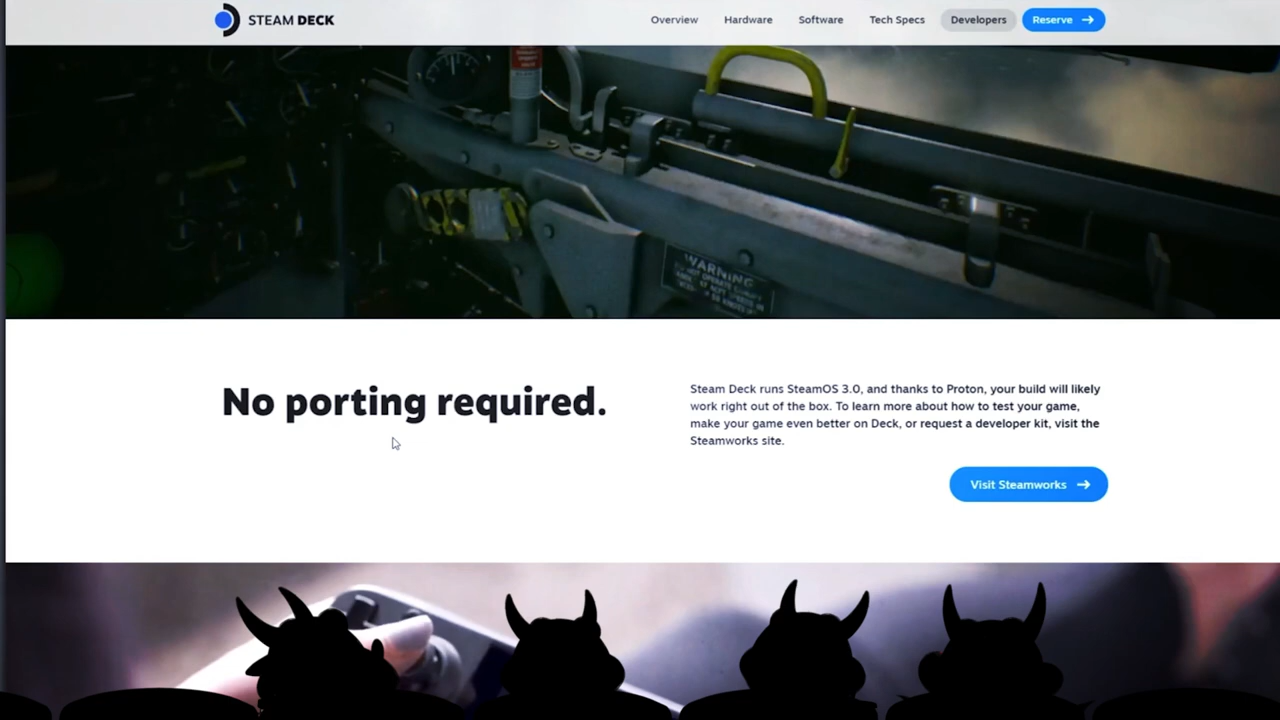 STEAM DECK
Overview
Hardware
Software
Tech Specs
Developers
Reserve
WARNING
No porting required.
Steam Deck runs SteamOS 3.0, and thanks to Proton, your build will likely
work right out of the box. To learn more about how to test your game,
make your game even better on Deck, or request a developer kit, visit the
Steamworks site.
Visit Steamworks